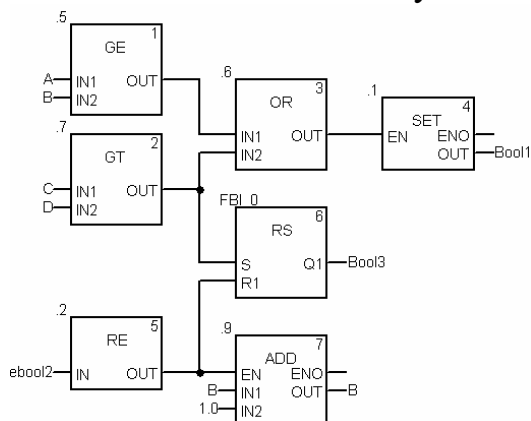 .5
1
GE
A IN1 OUT
B IN2
.6
3
OR
IN1 OUT
IN2
.1
4
SET
EN ENO
OUT Bool1
.7
2
GT
C IN1 OUT
D IN2
FBI_0
6
RS
S Q1 Bool3
R1
.2
5
RE
ebool2 IN OUT
.9
7
ADD
EN ENO
B IN1 OUT B
1.0 IN2